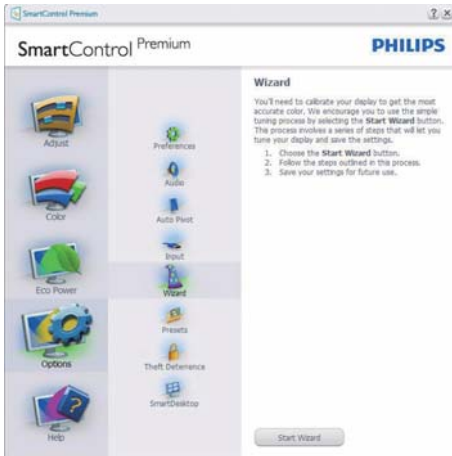 SmartControl Premium
SmartControl Premium
PHILIPS
Adjust
Color
Eco Power
Options
Help
Preferences
Audio
Auto Pivot
Input
Wizard
Presets
Theft Deterrence
SmartDesktop
Wizard
You'll need to calibrate your display to get the most
accurate color. We encourage you to use the simple
tuning process by selecting the Start Wizard button.
This process involves a series of steps that will let you
tune your display and save the settings.
1. Choose the Start Wizard button.
2. Follow the steps outlined in this process.
3. Save your settings for future use.
Start Wizard